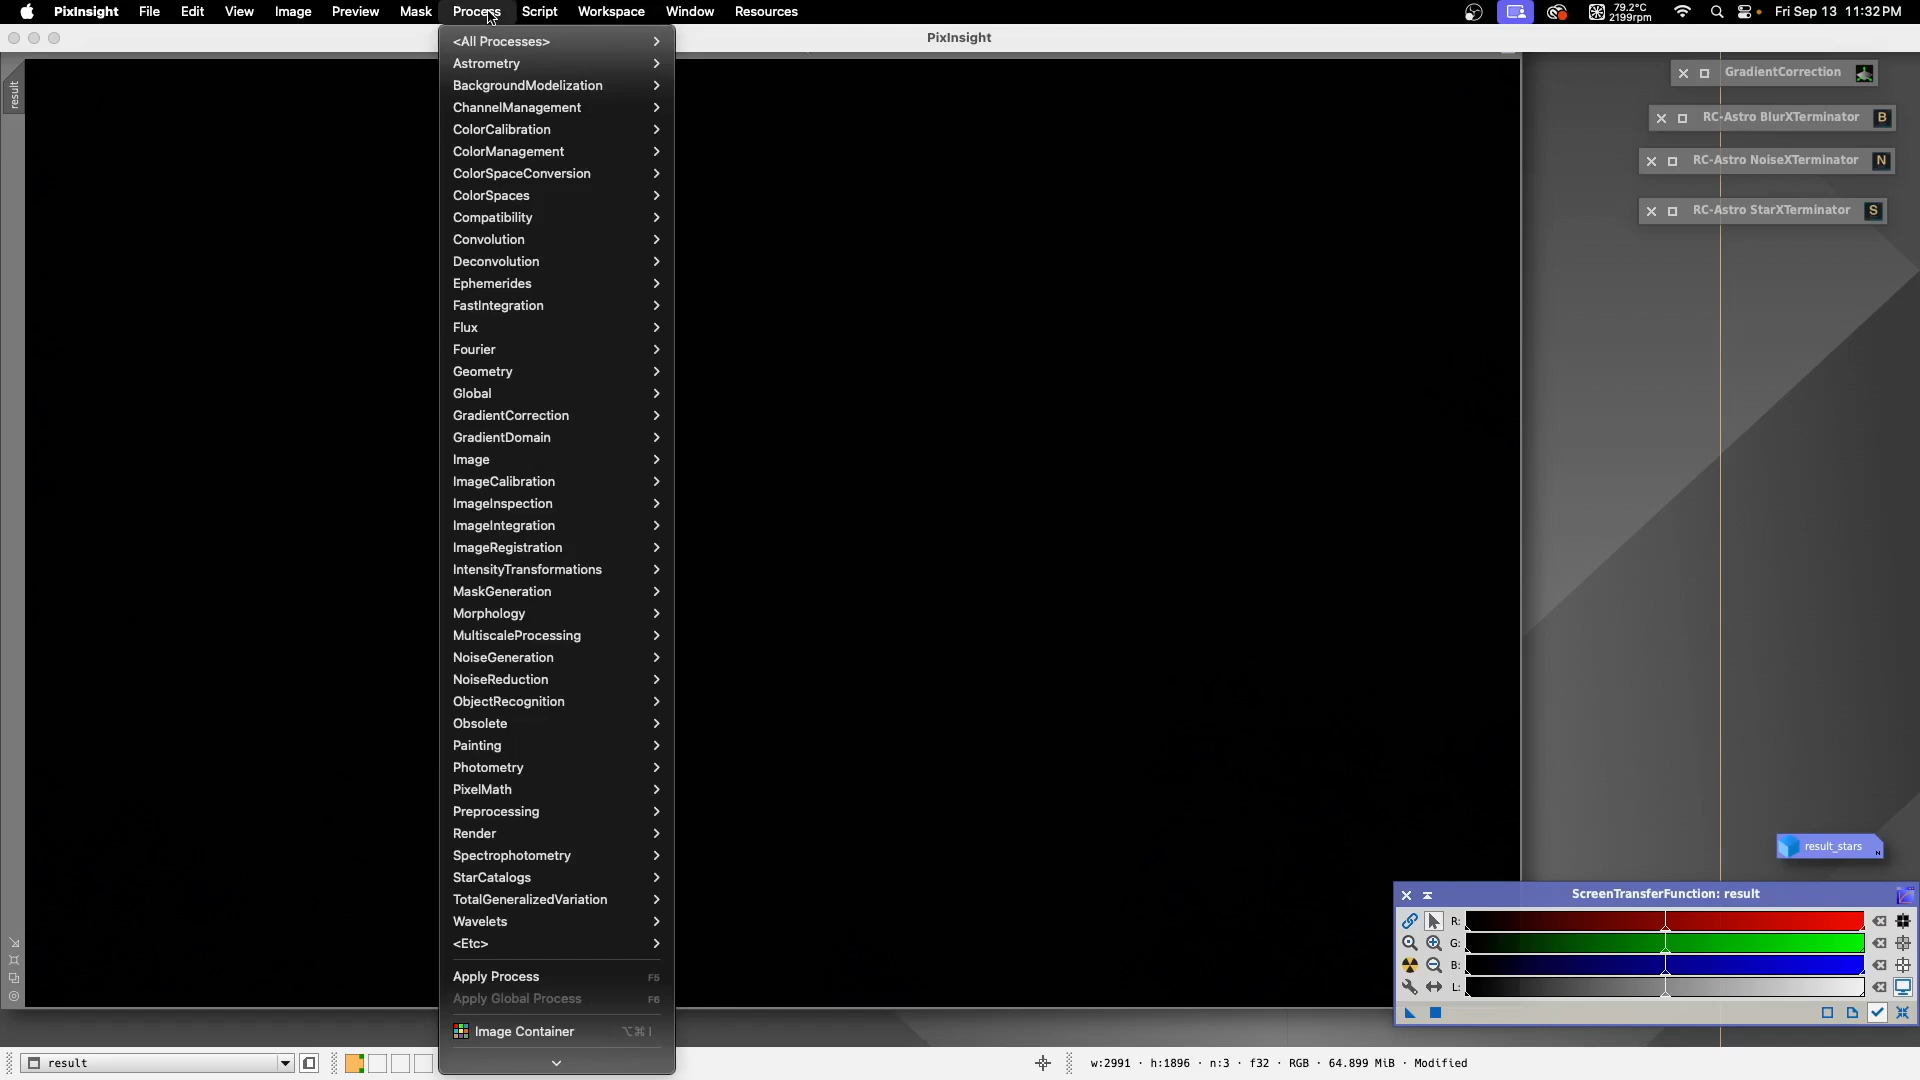 PixInsight File Edit View Image Preview Mask Process Script Workspace Window Resources 79.2°C 2199rpm Fri Sep 13 11:32PM
PixInsight
result
<All Processes>
Astrometry
BackgroundModelization
ChannelManagement
ColorCalibration
ColorManagement
ColorSpaceConversion
ColorSpaces
Compatibility
Convolution
Deconvolution
Ephemerides
FastIntegration
Flux
Fourier
Geometry
Global
GradientCorrection
GradientDomain
Image
ImageCalibration
ImageInspection
ImageIntegration
ImageRegistration
IntensityTransformations
MaskGeneration
Morphology
MultiscaleProcessing
NoiseGeneration
NoiseReduction
ObjectRecognition
Obsolete
Painting
Photometry
PixelMath
Preprocessing
Render
Spectrophotometry
StarCatalogs
TotalGeneralizedVariation
Wavelets
<Etc>
Apply Process F5
Apply Global Process F6
Image Container ⌥⌘I
GradientCorrection
RC-Astro BlurXTerminator B
RC-Astro NoiseXTerminator N
RC-Astro StarXTerminator S
result_stars N
ScreenTransferFunction: result
R:
G:
B:
L:
result
w:2991 · h:1896 · n:3 · f32 · RGB · 64.899 MiB · Modified